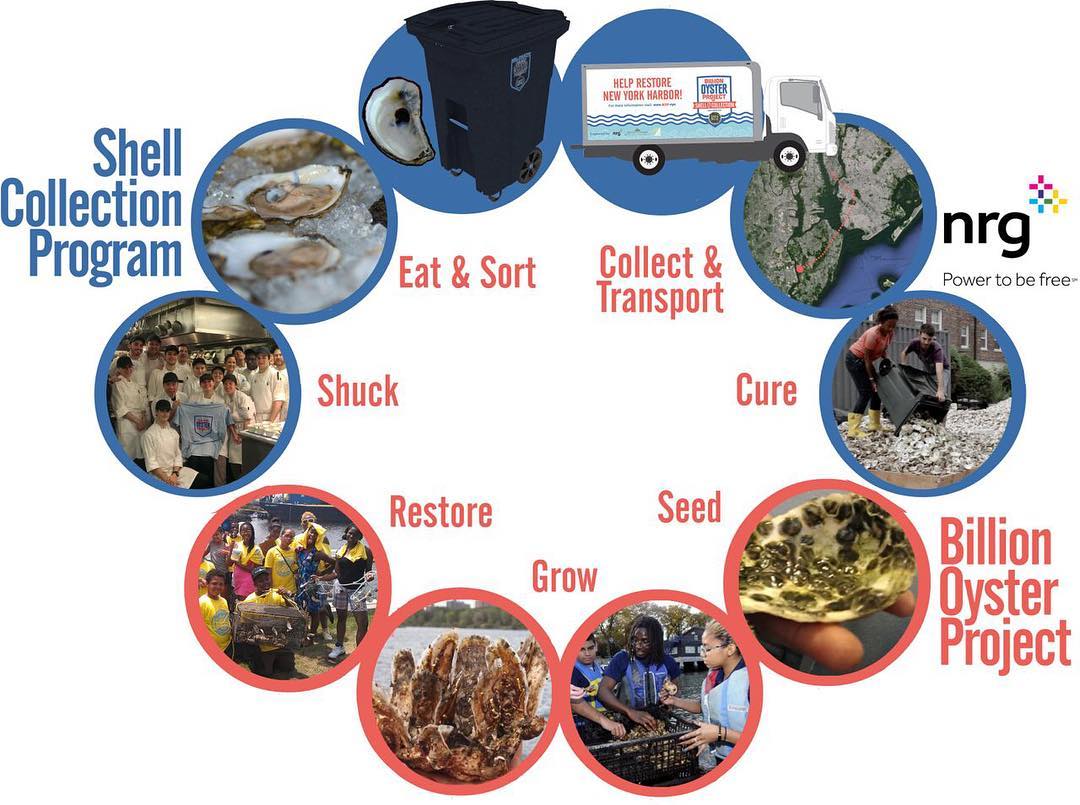 HELP RESTORE
NEW YORK HARBOR!
BILLION
OYSTER
PROJECT
SHELL COLLECTION
nrg
Shell
Collection
Program
Eat & Sort
Collect &
Transport
nrg
Power to be free
Shuck
Cure
Restore
Seed
Grow
Billion
Oyster
Project